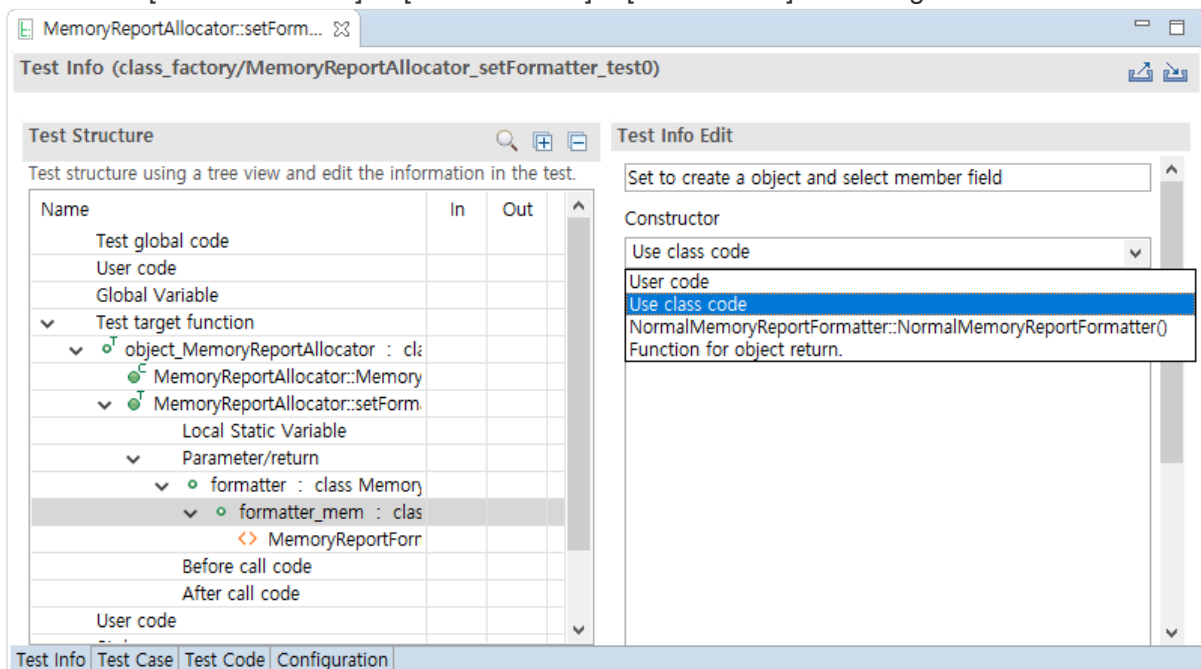 MemoryReportAllocator::setForm...
Test Info (class_factory/MemoryReportAllocator_setFormatter_test0)
Test Structure
Test structure using a tree view and edit the information in the test.
Name In Out
Test global code
User code
Global Variable
Test target function
object_MemoryReportAllocator : cla
MemoryReportAllocator::Memory
MemoryReportAllocator::setForm
Local Static Variable
Parameter/return
formatter : class Memory
formatter_mem : clas
MemoryReportForr
Before call code
After call code
User code
Test Info Edit
Set to create a object and select member field
Constructor
Use class code
User code
Use class code
NormalMemoryReportFormatter::NormalMemoryReportFormatter()
Function for object return.
Test Info Test Case Test Code Configuration